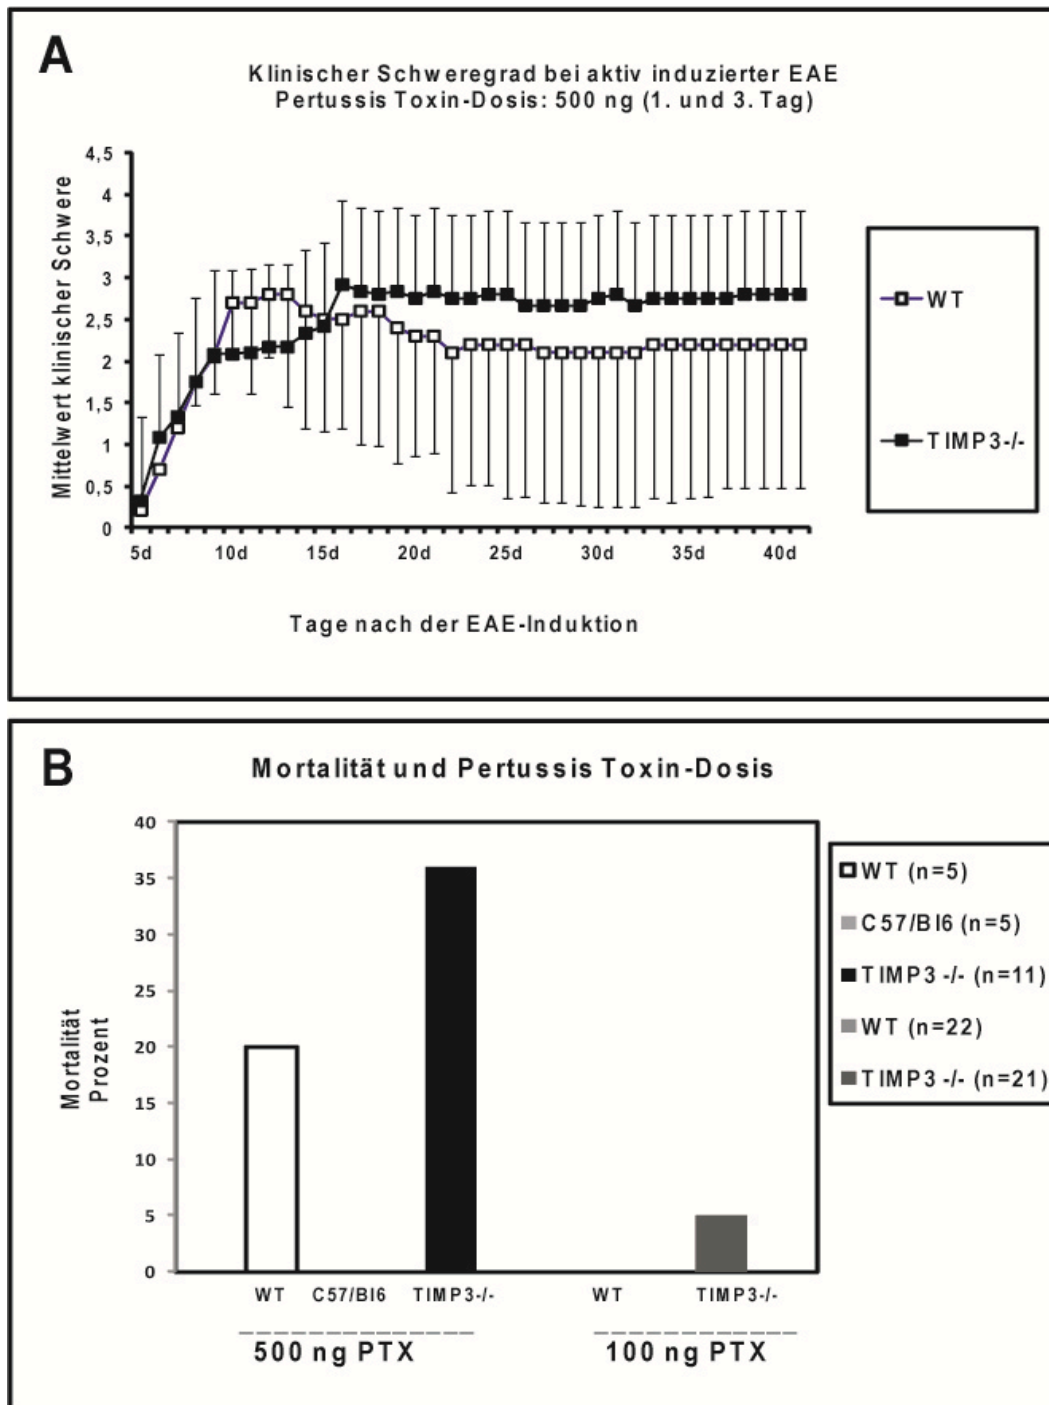 A
Klinischer Schweregrad bei aktiv induzierter EAE
Pertussis Toxin-Dosis: 500 ng (1. und 3. Tag)
Mittelwert klinischer Schwere
4,5
4
3,5
3
2,5
2
1,5
1
0,5
0
5d 10d 15d 20d 25d 30d 35d 40d
Tage nach der EAE-Induktion
WT
TIMP3-/-
B
Mortalität und Pertussis Toxin-Dosis
Mortalität
Prozent
40
35
30
25
20
15
10
5
0
WT C57/Bl6 TIMP3-/- WT TIMP3-/-
500 ng PTX 100 ng PTX
WT (n=5)
C57/Bl6 (n=5)
TIMP3 -/- (n=11)
WT (n=22)
TIMP3 -/- (n=21)